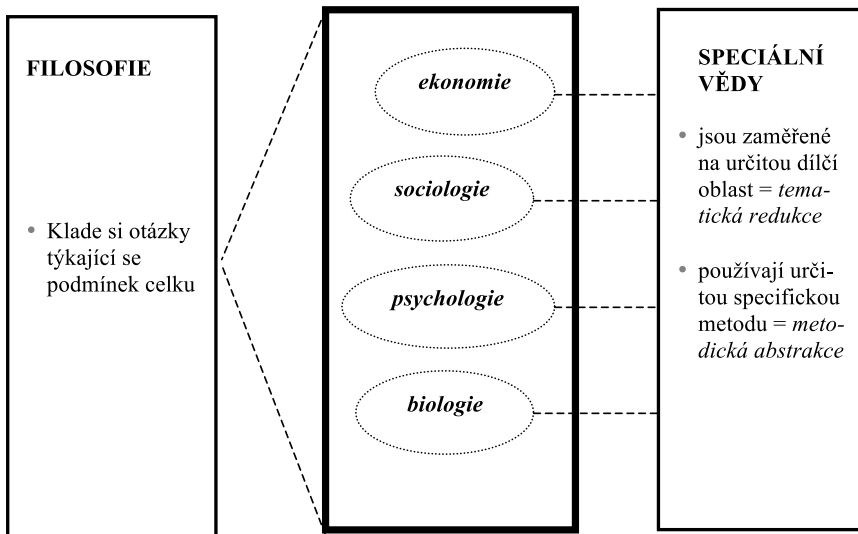 FILOSOFIE
• Klade si otázky
týkající se
podmínek celku
ekonomie
sociologie
psychologie
biologie
SPECIÁLNÍ
VĚDY
• jsou zaměřené
na určitou dílčí
oblast = tema-
tická redukce
• používají urči-
tou specifickou
metodu = meto-
dická abstrakce